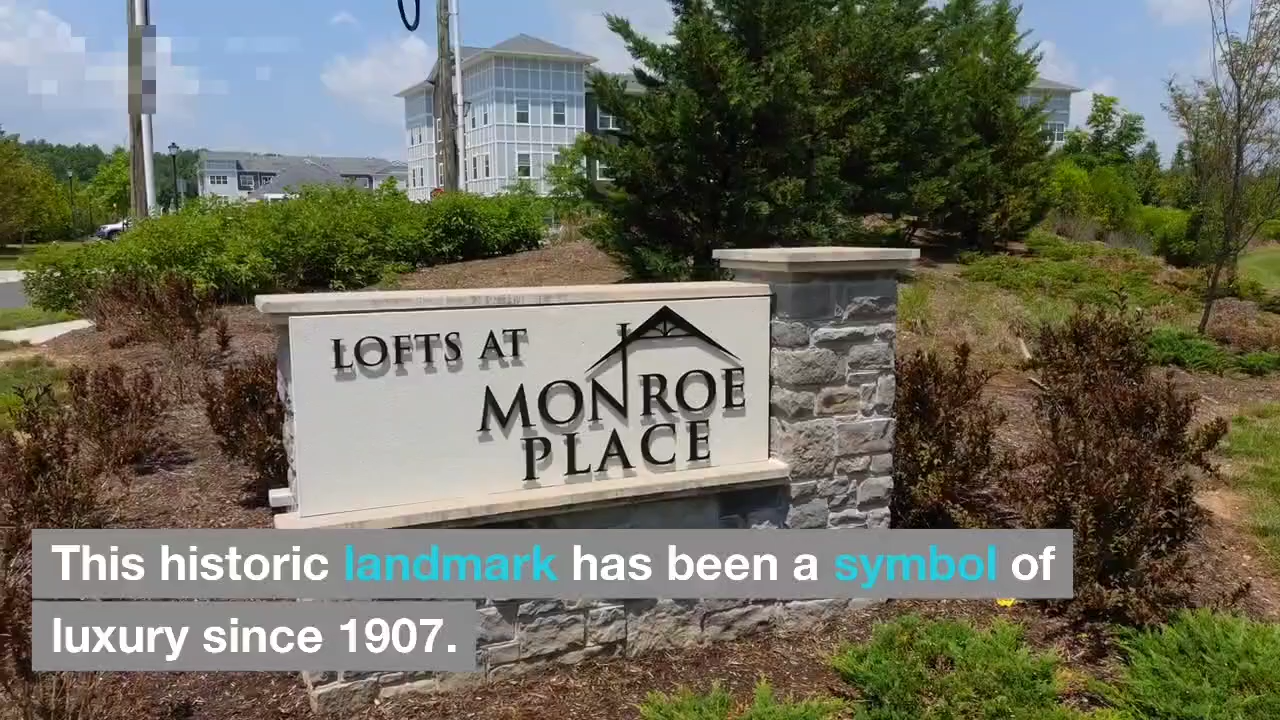 LOFTS AT
MONROE
PLACE
This historic landmark has been a symbol of
luxury since 1907.